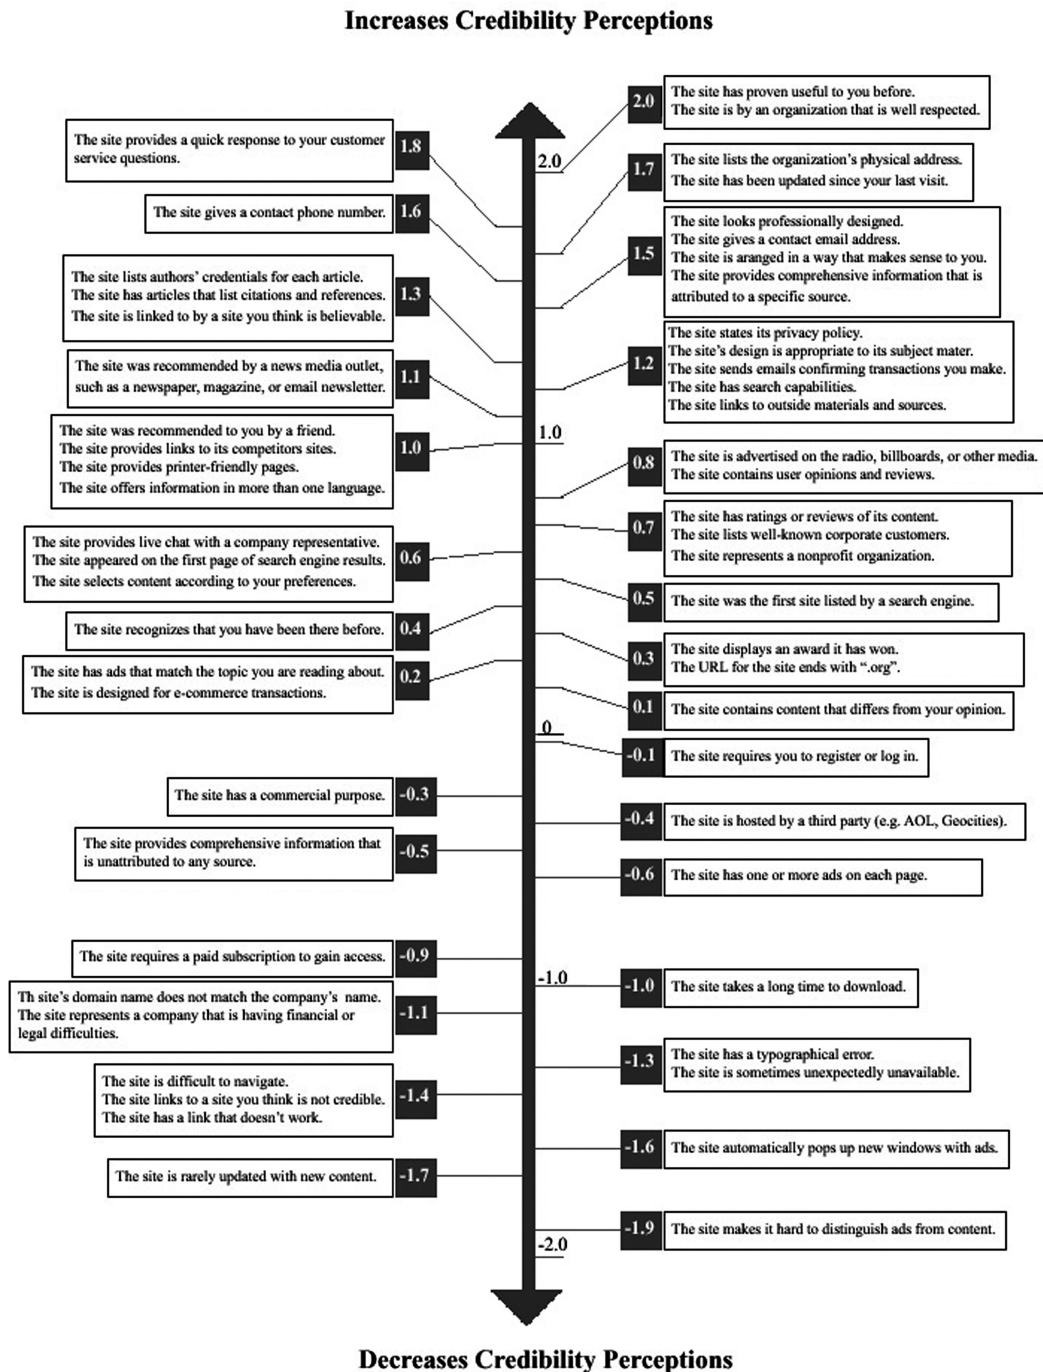 Increases Credibility Perceptions
2.0
The site has proven useful to you before.
The site is by an organization that is well respected.
The site provides a quick response to your customer
service questions.
1.8
2.0
1.7
The site lists the organization's physical address.
The site has been updated since your last visit.
The site gives a contact phone number.
1.6
1.5
The site looks professionally designed.
The site gives a contact email address.
The site is aranged in a way that makes sense to you.
The site provides comprehensive information that is
attributed to a specific source.
The site lists authors' credentials for each article.
The site has articles that list citations and references.
The site is linked to by a site you think is believable.
1.3
1.2
The site states its privacy policy.
The site's design is appropriate to its subject mater.
The site sends emails confirming transactions you make.
The site has search capabilities.
The site links to outside materials and sources.
The site was recommended by a news media outlet,
such as a newspaper, magazine, or email newsletter.
1.1
The site was recommended to you by a friend.
The site provides links to its competitors sites.
The site provides printer-friendly pages.
The site offers information in more than one language.
1.0
1.0
0.8
The site is advertised on the radio, billboards, or other media.
The site contains user opinions and reviews.
0.7
The site has ratings or reviews of its content.
The site lists well-known corporate customers.
The site represents a nonprofit organization.
The site provides live chat with a company representative.
The site appeared on the first page of search engine results.
The site selects content according to your preferences.
0.6
0.5
The site was the first site listed by a search engine.
The site recognizes that you have been there before.
0.4
0.3
The site displays an award it has won.
The URL for the site ends with ".org".
The site has ads that match the topic you are reading about.
The site is designed for e-commerce transactions.
0.2
0.1
The site contains content that differs from your opinion.
0
-0.1
The site requires you to register or log in.
The site has a commercial purpose.
-0.3
-0.4
The site is hosted by a third party (e.g. AOL, Geocities).
The site provides comprehensive information that
is unattributed to any source.
-0.5
-0.6
The site has one or more ads on each page.
The site requires a paid subscription to gain access.
-0.9
-1.0
-1.0
The site takes a long time to download.
Th site's domain name does not match the company's name.
The site represents a company that is having financial or
legal difficulties.
-1.1
-1.3
The site has a typographical error.
The site is sometimes unexpectedly unavailable.
The site is difficult to navigate.
The site links to a site you think is not credible.
The site has a link that doesn't work.
-1.4
-1.6
The site automatically pops up new windows with ads.
The site is rarely updated with new content.
-1.7
-1.9
The site makes it hard to distinguish ads from content.
-2.0
Decreases Credibility Perceptions